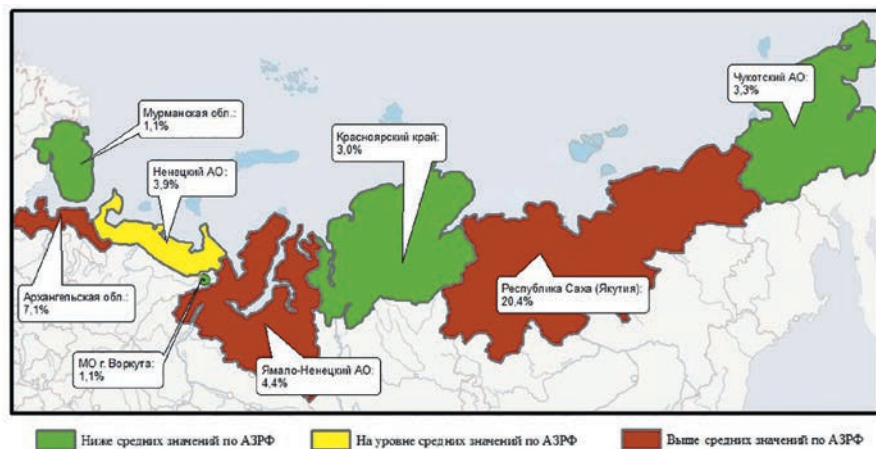 Чукотский АО:
3,3%
Мурманская обл.:
1,1%
Красноярский край:
3,0%
Ненецкий АО:
3,9%
Республика Саха (Якутия):
20,4%
Архангельская обл.:
7,1%
МО г. Воркута:
1,1%
Ямало-Ненецкий АО:
4,4%
Ниже средних значений по АЗРФ
На уровне средних значений по АЗРФ
Выше средних значений по АЗРФ